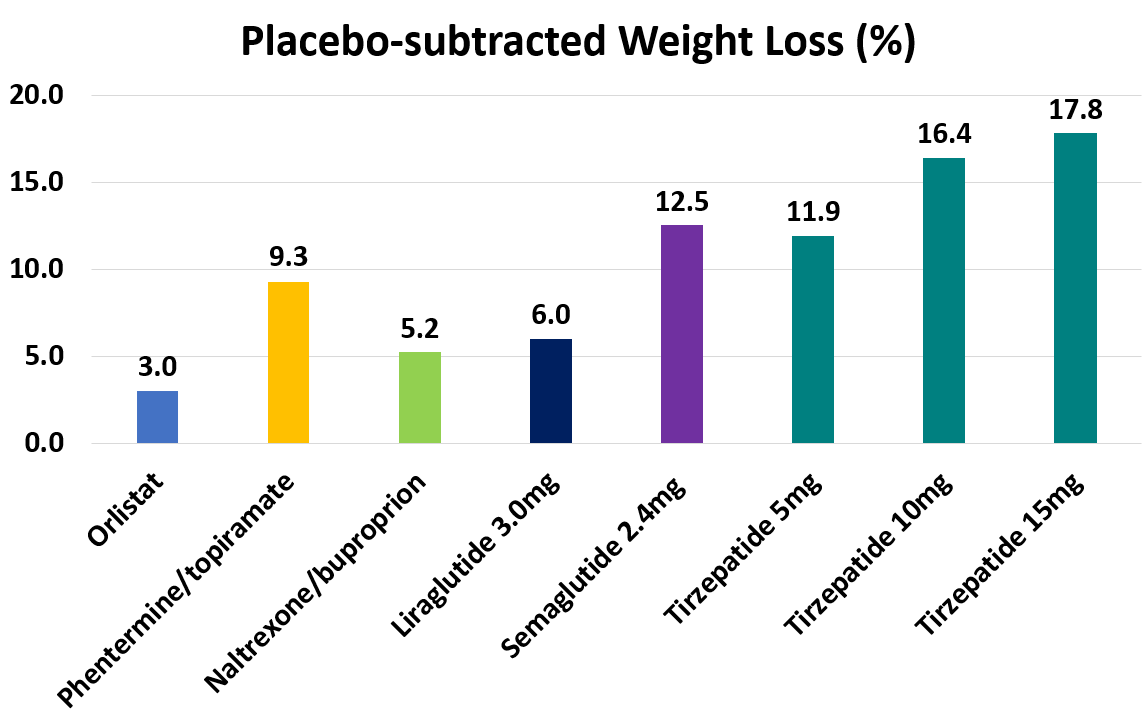 Placebo-subtracted Weight Loss (%)
20.0
15.0
10.0
5.0
0.0
3.0
9.3
5.2
6.0
12.5
11.9
16.4
17.8
Orlistat
Phentermine/topiramate
Naltrexone/buproprion
Liraglutide 3.0mg
Semaglutide 2.4mg
Tirzepatide 5mg
Tirzepatide 10mg
Tirzepatide 15mg